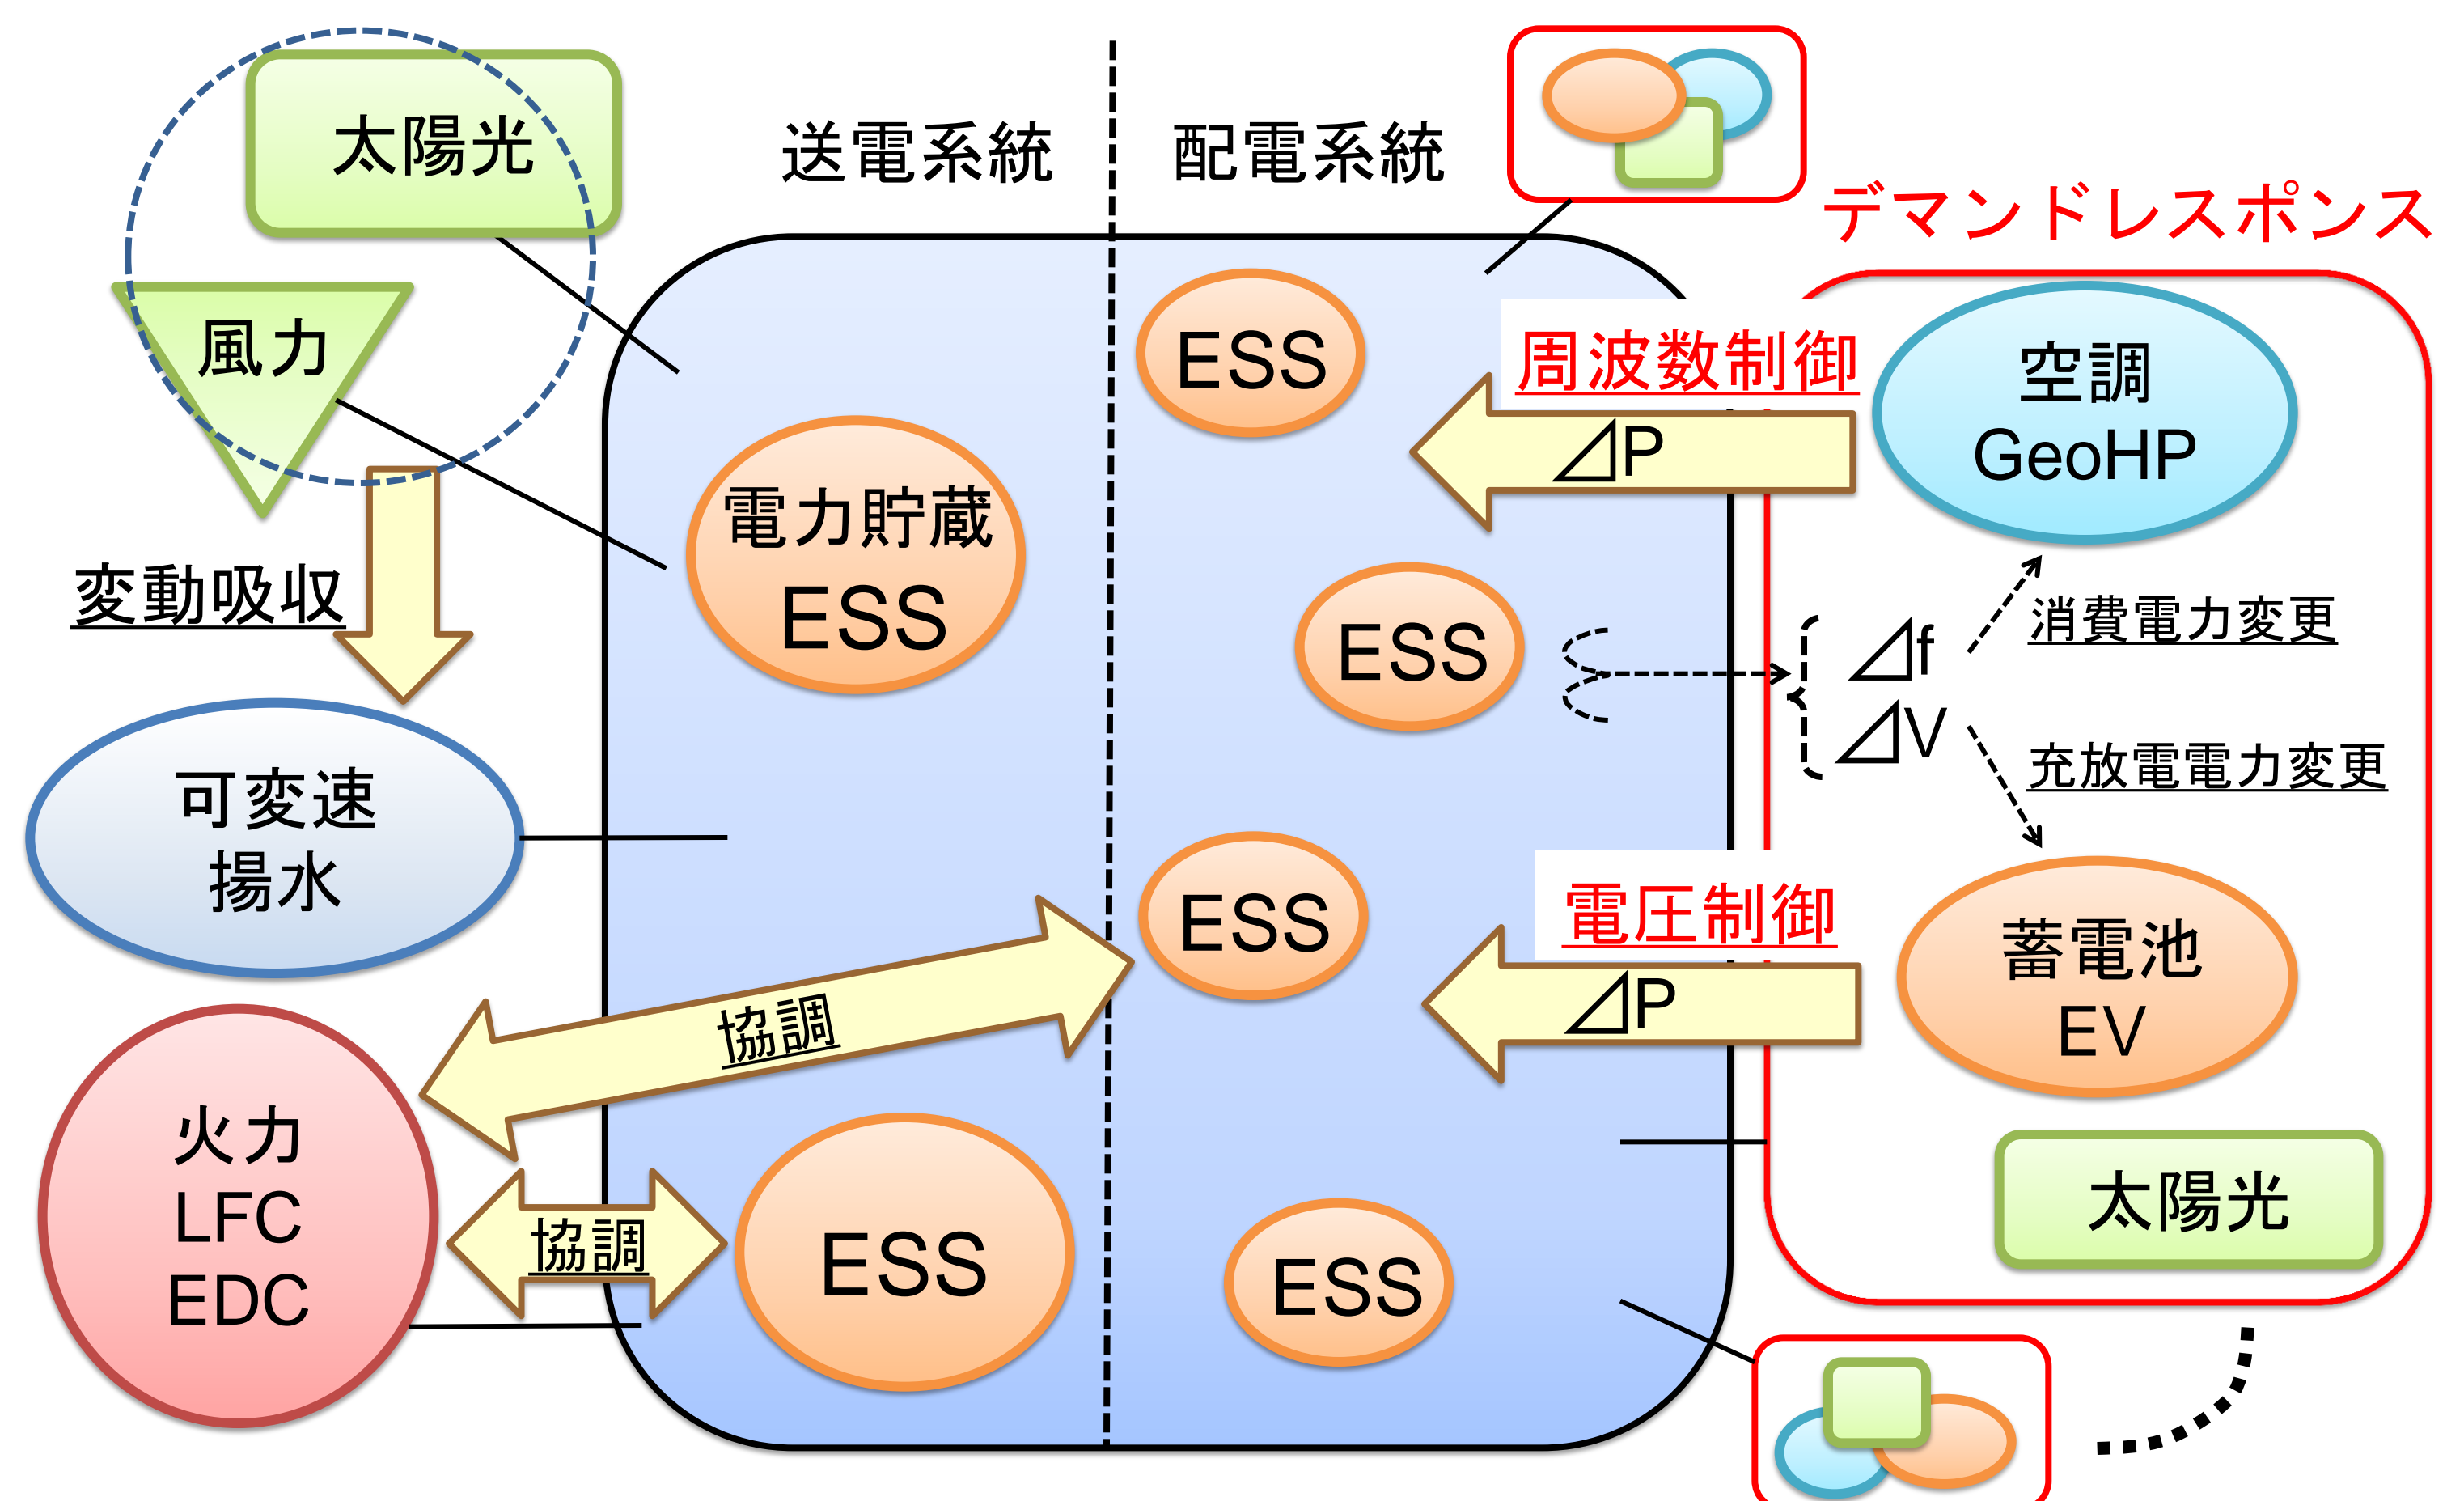 太陽光
送電系統
配電系統
デマンドレスポンス
風力
ESS
周波数制御
⊿P
空調
GeoHP
電力貯蔵
ESS
変動吸収
ESS
⊿f
⊿V
消費電力変更
充放電電力変更
可変速
揚水
ESS
電圧制御
⊿P
蓄電池
EV
協調
火力
LFC
EDC
協調
ESS
ESS
太陽光